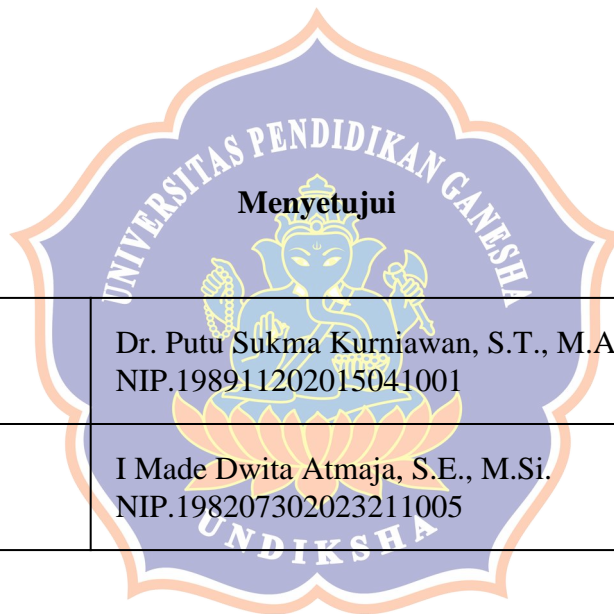 UNIVERSITAS PENDIDIKAN GANESHA
Menyetujui
Dr. Putu Sukma Kurniawan, S.T., M.A
NIP.198911202015041001
I Made Dwita Atmaja, S.E., M.Si.
NIP.198207302023211005
UNDIKSHA